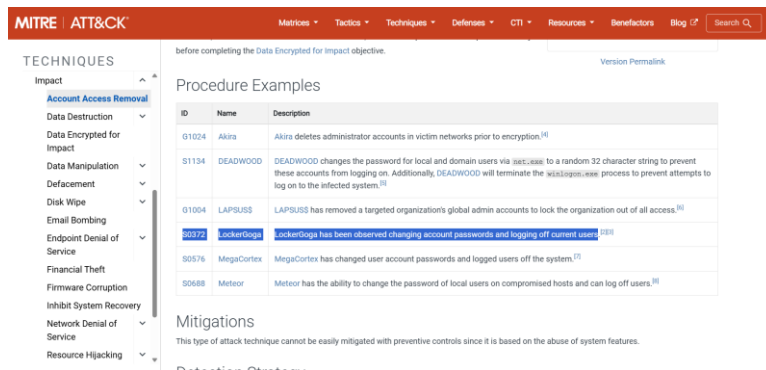 MITRE | ATT&CK®
Matrices
Tactics
Techniques
Defenses
CTI
Resources
Benefactors
Blog
Search
TECHNIQUES
Impact
Account Access Removal
Data Destruction
Data Encrypted for
Impact
Data Manipulation
Defacement
Disk Wipe
Email Bombing
Endpoint Denial of
Service
Financial Theft
Firmware Corruption
Inhibit System Recovery
Network Denial of
Service
Resource Hijacking
before completing the Data Encrypted for Impact objective.
Version Permalink
Procedure Examples
ID Name Description
G1024 Akira Akira deletes administrator accounts in victim networks prior to encryption.[4]
S1134 DEADWOOD DEADWOOD changes the password for local and domain users via net.exe to a random 32 character string to prevent
these accounts from logging on. Additionally, DEADWOOD will terminate the winlogon.exe process to prevent attempts to
log on to the infected system.[5]
G1004 LAPSUS$ LAPSUS$ has removed a targeted organization's global admin accounts to lock the organization out of all access.[6]
S0372 LockerGoga LockerGoga has been observed changing account passwords and logging off current users.[2][3]
S0576 MegaCortex MegaCortex has changed user account passwords and logged users off the system.[7]
S0688 Meteor Meteor has the ability to change the password of local users on compromised hosts and can log off users.[8]
Mitigations
This type of attack technique cannot be easily mitigated with preventive controls since it is based on the abuse of system features.
Detection Strategy